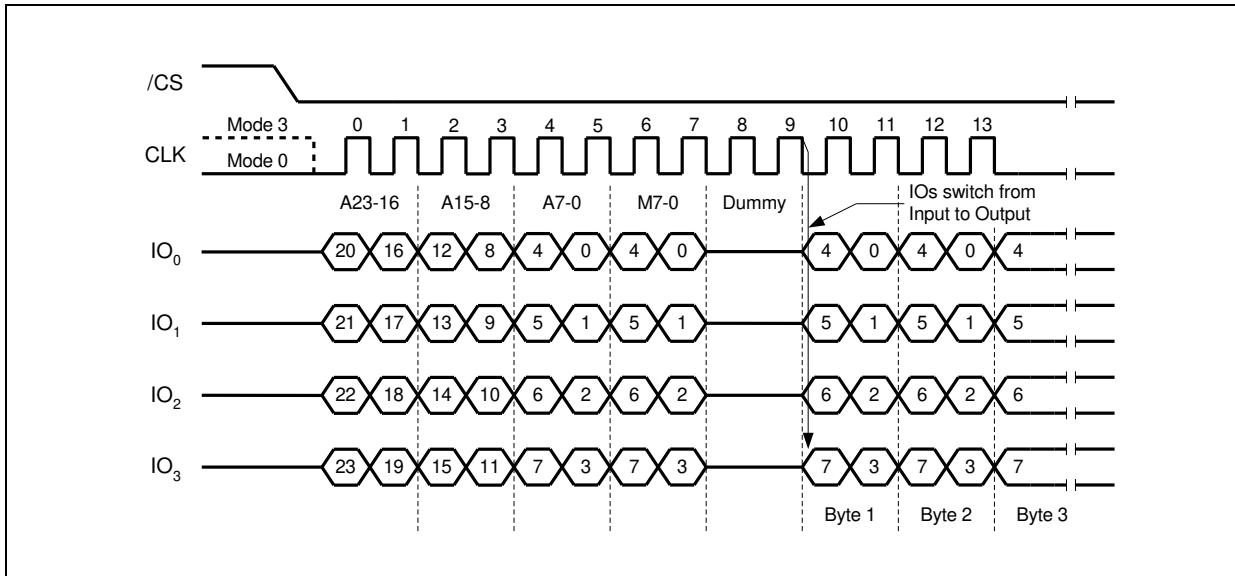 /CS
Mode 3
0 1 2 3 4 5 6 7 8 9 10 11 12 13
CLK
Mode 0
A23-16 A15-8 A7-0 M7-0 Dummy
IOs switch from
Input to Output
IO0 20 16 12 8 4 0 4 0 4 0 4 0 4
IO1 21 17 13 9 5 1 5 1 5 1 5 1 5
IO2 22 18 14 10 6 2 6 2 6 2 6 2 6
IO3 23 19 15 11 7 3 7 3 7 3 7 3 7
Byte 1 Byte 2 Byte 3